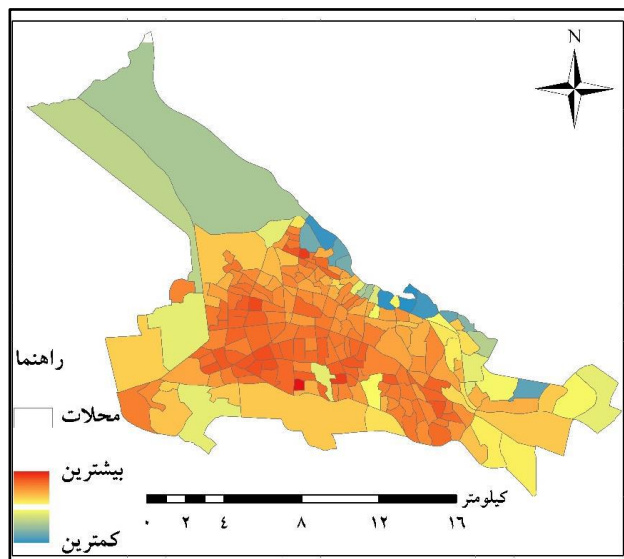 N
راهنما
محلات
بیشترین
کمترین
کیلومتر
۰ ۲ ۴ ۸ ۱۲ ۱۶